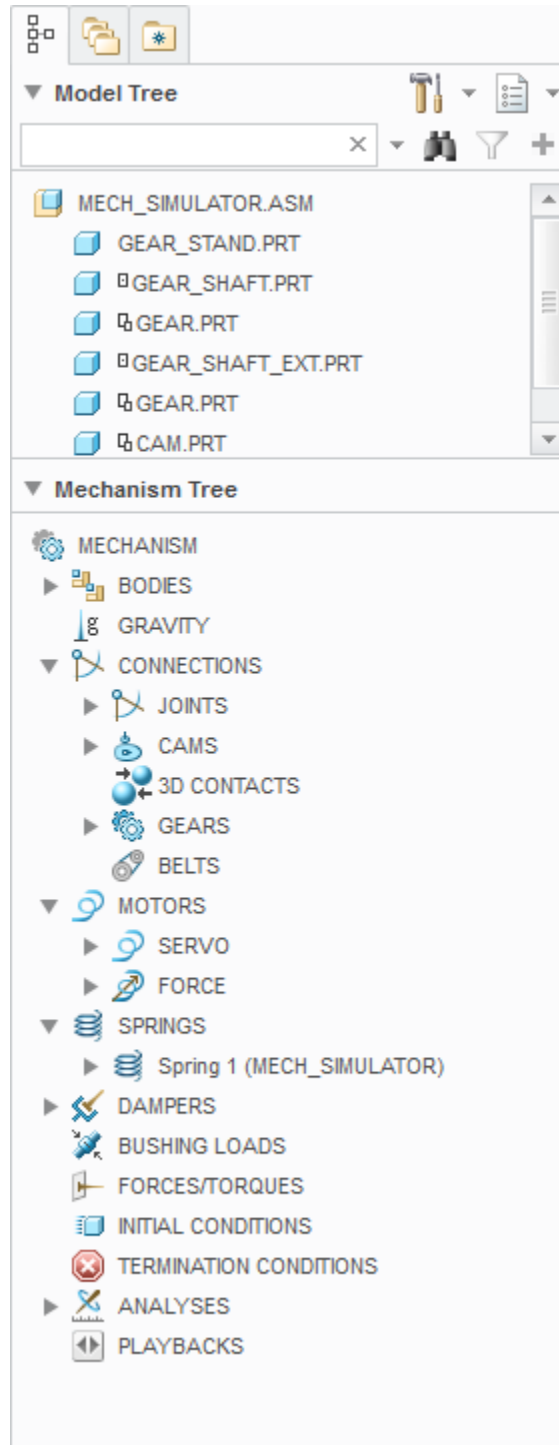 Model Tree
MECH_SIMULATOR.ASM
GEAR_STAND.PRT
GEAR_SHAFT.PRT
GEAR.PRT
GEAR_SHAFT_EXT.PRT
GEAR.PRT
CAM.PRT
Mechanism Tree
MECHANISM
BODIES
g GRAVITY
CONNECTIONS
JOINTS
CAMS
3D CONTACTS
GEARS
BELTS
MOTORS
SERVO
FORCE
SPRINGS
Spring 1 (MECH_SIMULATOR)
DAMPERS
BUSHING LOADS
FORCES/TORQUES
INITIAL CONDITIONS
TERMINATION CONDITIONS
ANALYSES
PLAYBACKS